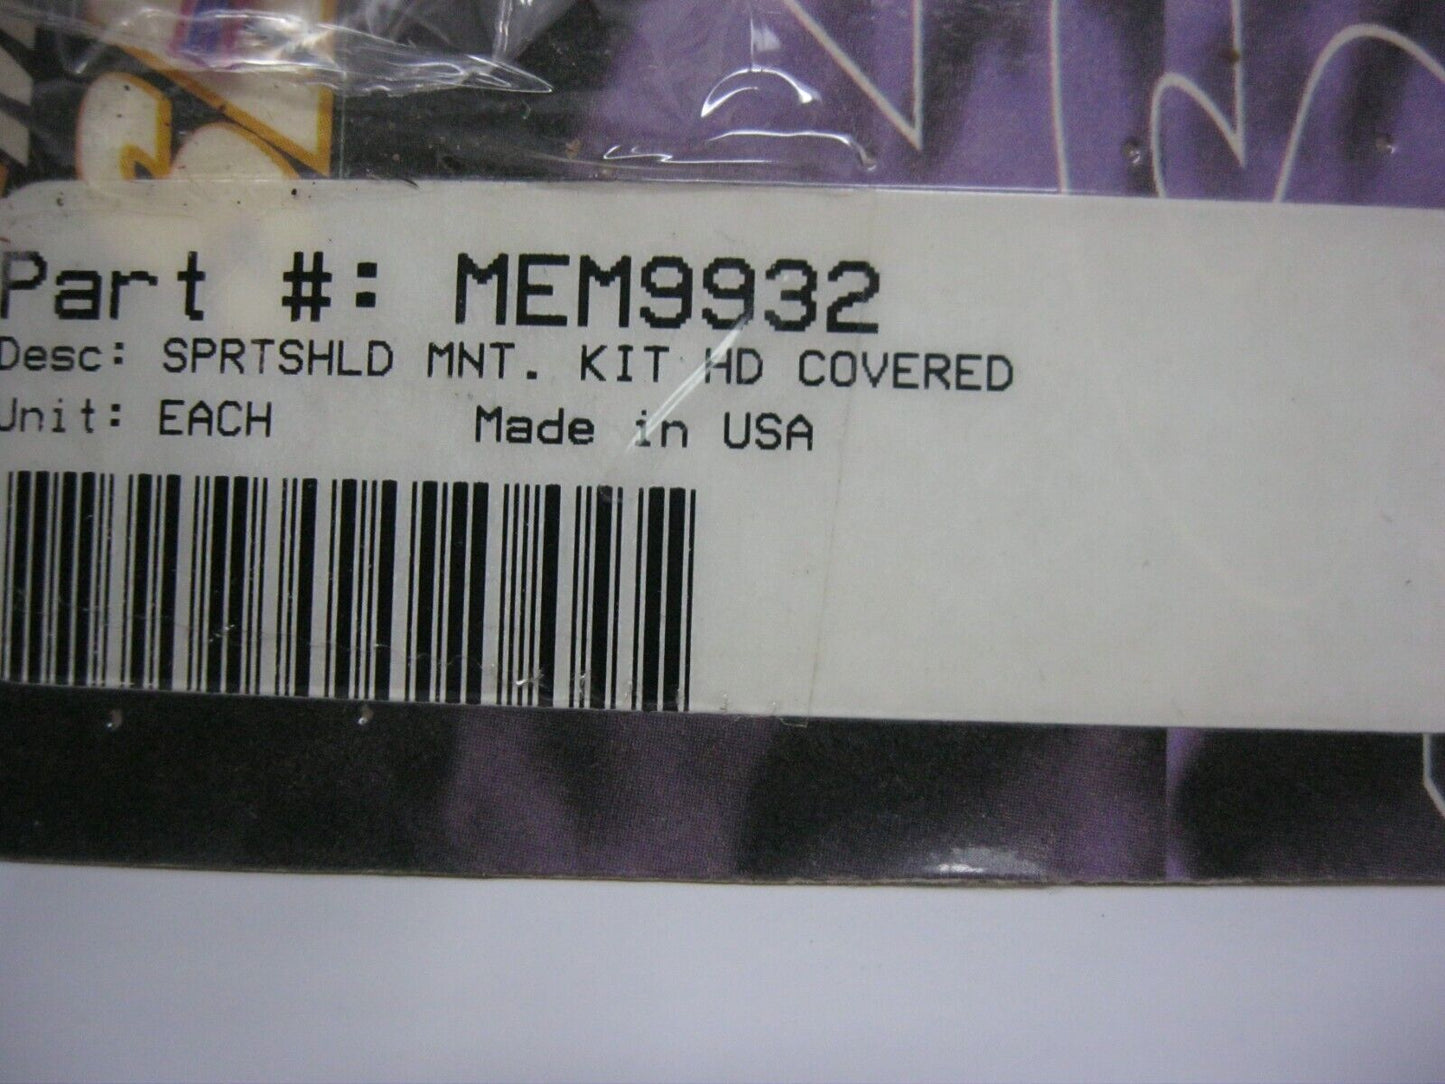 Part #: MEM9932
Desc: SPRTSHLD MNT. KIT HD COVERED
Unit: EACH Made in USA